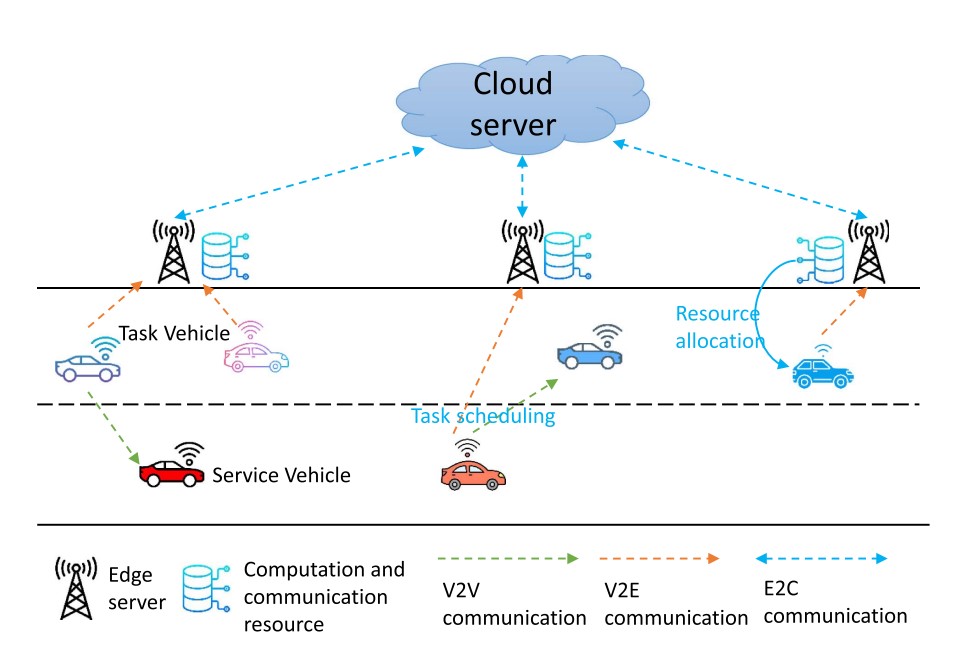 Cloud
server
Task Vehicle
Resource
allocation
Task scheduling
Service Vehicle
Edge
server
Computation and
communication
resource
V2V
communication
V2E
communication
E2C
communication